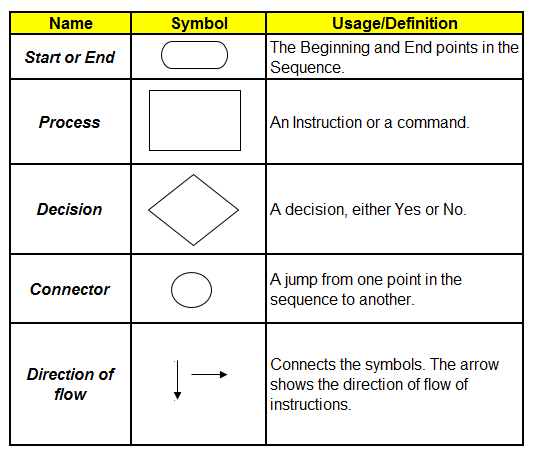 Name Symbol Usage/Definition
Start or End
The Beginning and End points in the
Sequence.
Process
An Instruction or a command.
Decision
A decision, either Yes or No.
Connector
A jump from one point in the
sequence to another.
Direction of
flow
Connects the symbols. The arrow
shows the direction of flow of
instructions.